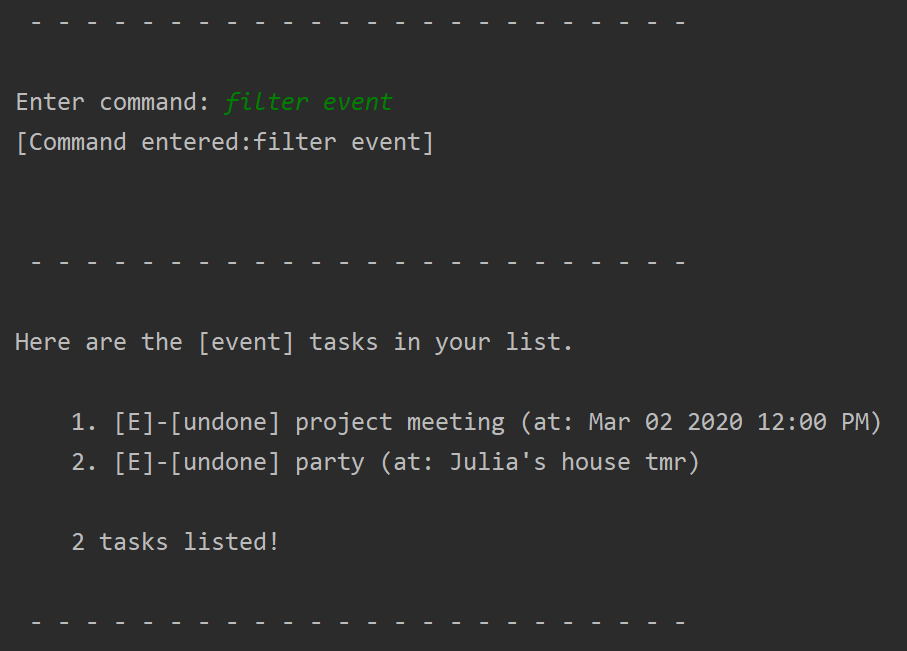 - - - - - - - - - - - - - - - - - - - - - - - -
Enter command: filter event
[Command entered:filter event]
- - - - - - - - - - - - - - - - - - - - - - - -
Here are the [event] tasks in your list.
1. [E]-[undone] project meeting (at: Mar 02 2020 12:00 PM)
2. [E]-[undone] party (at: Julia's house tmr)
2 tasks listed!
- - - - - - - - - - - - - - - - - - - - - - - -